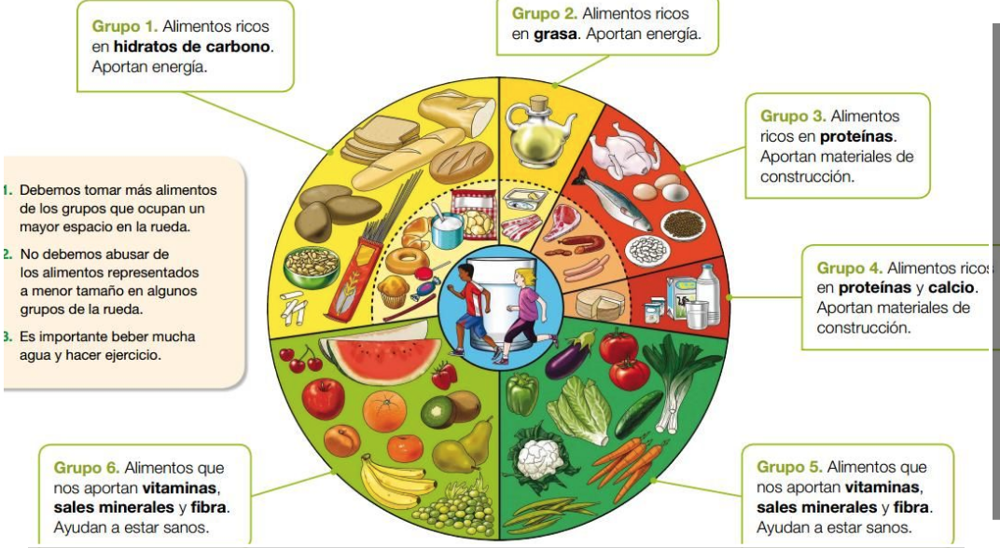 Grupo 1. Alimentos ricos
en hidratos de carbono.
Aportan energía.
Grupo 2. Alimentos ricos
en grasa. Aportan energía.
Grupo 3. Alimentos
ricos en proteínas.
Aportan materiales de
construcción.
1. Debemos tomar más alimentos
de los grupos que ocupan un
mayor espacio en la rueda.
2. No debemos abusar de
los alimentos representados
a menor tamaño en algunos
grupos de la rueda.
3. Es importante beber mucha
agua y hacer ejercicio.
Grupo 4. Alimentos ricos
en proteínas y calcio.
Aportan materiales de
construcción.
Grupo 6. Alimentos que
nos aportan vitaminas,
sales minerales y fibra.
Ayudan a estar sanos.
Grupo 5. Alimentos que
nos aportan vitaminas,
sales minerales y fibra.
Ayudan a estar sanos.